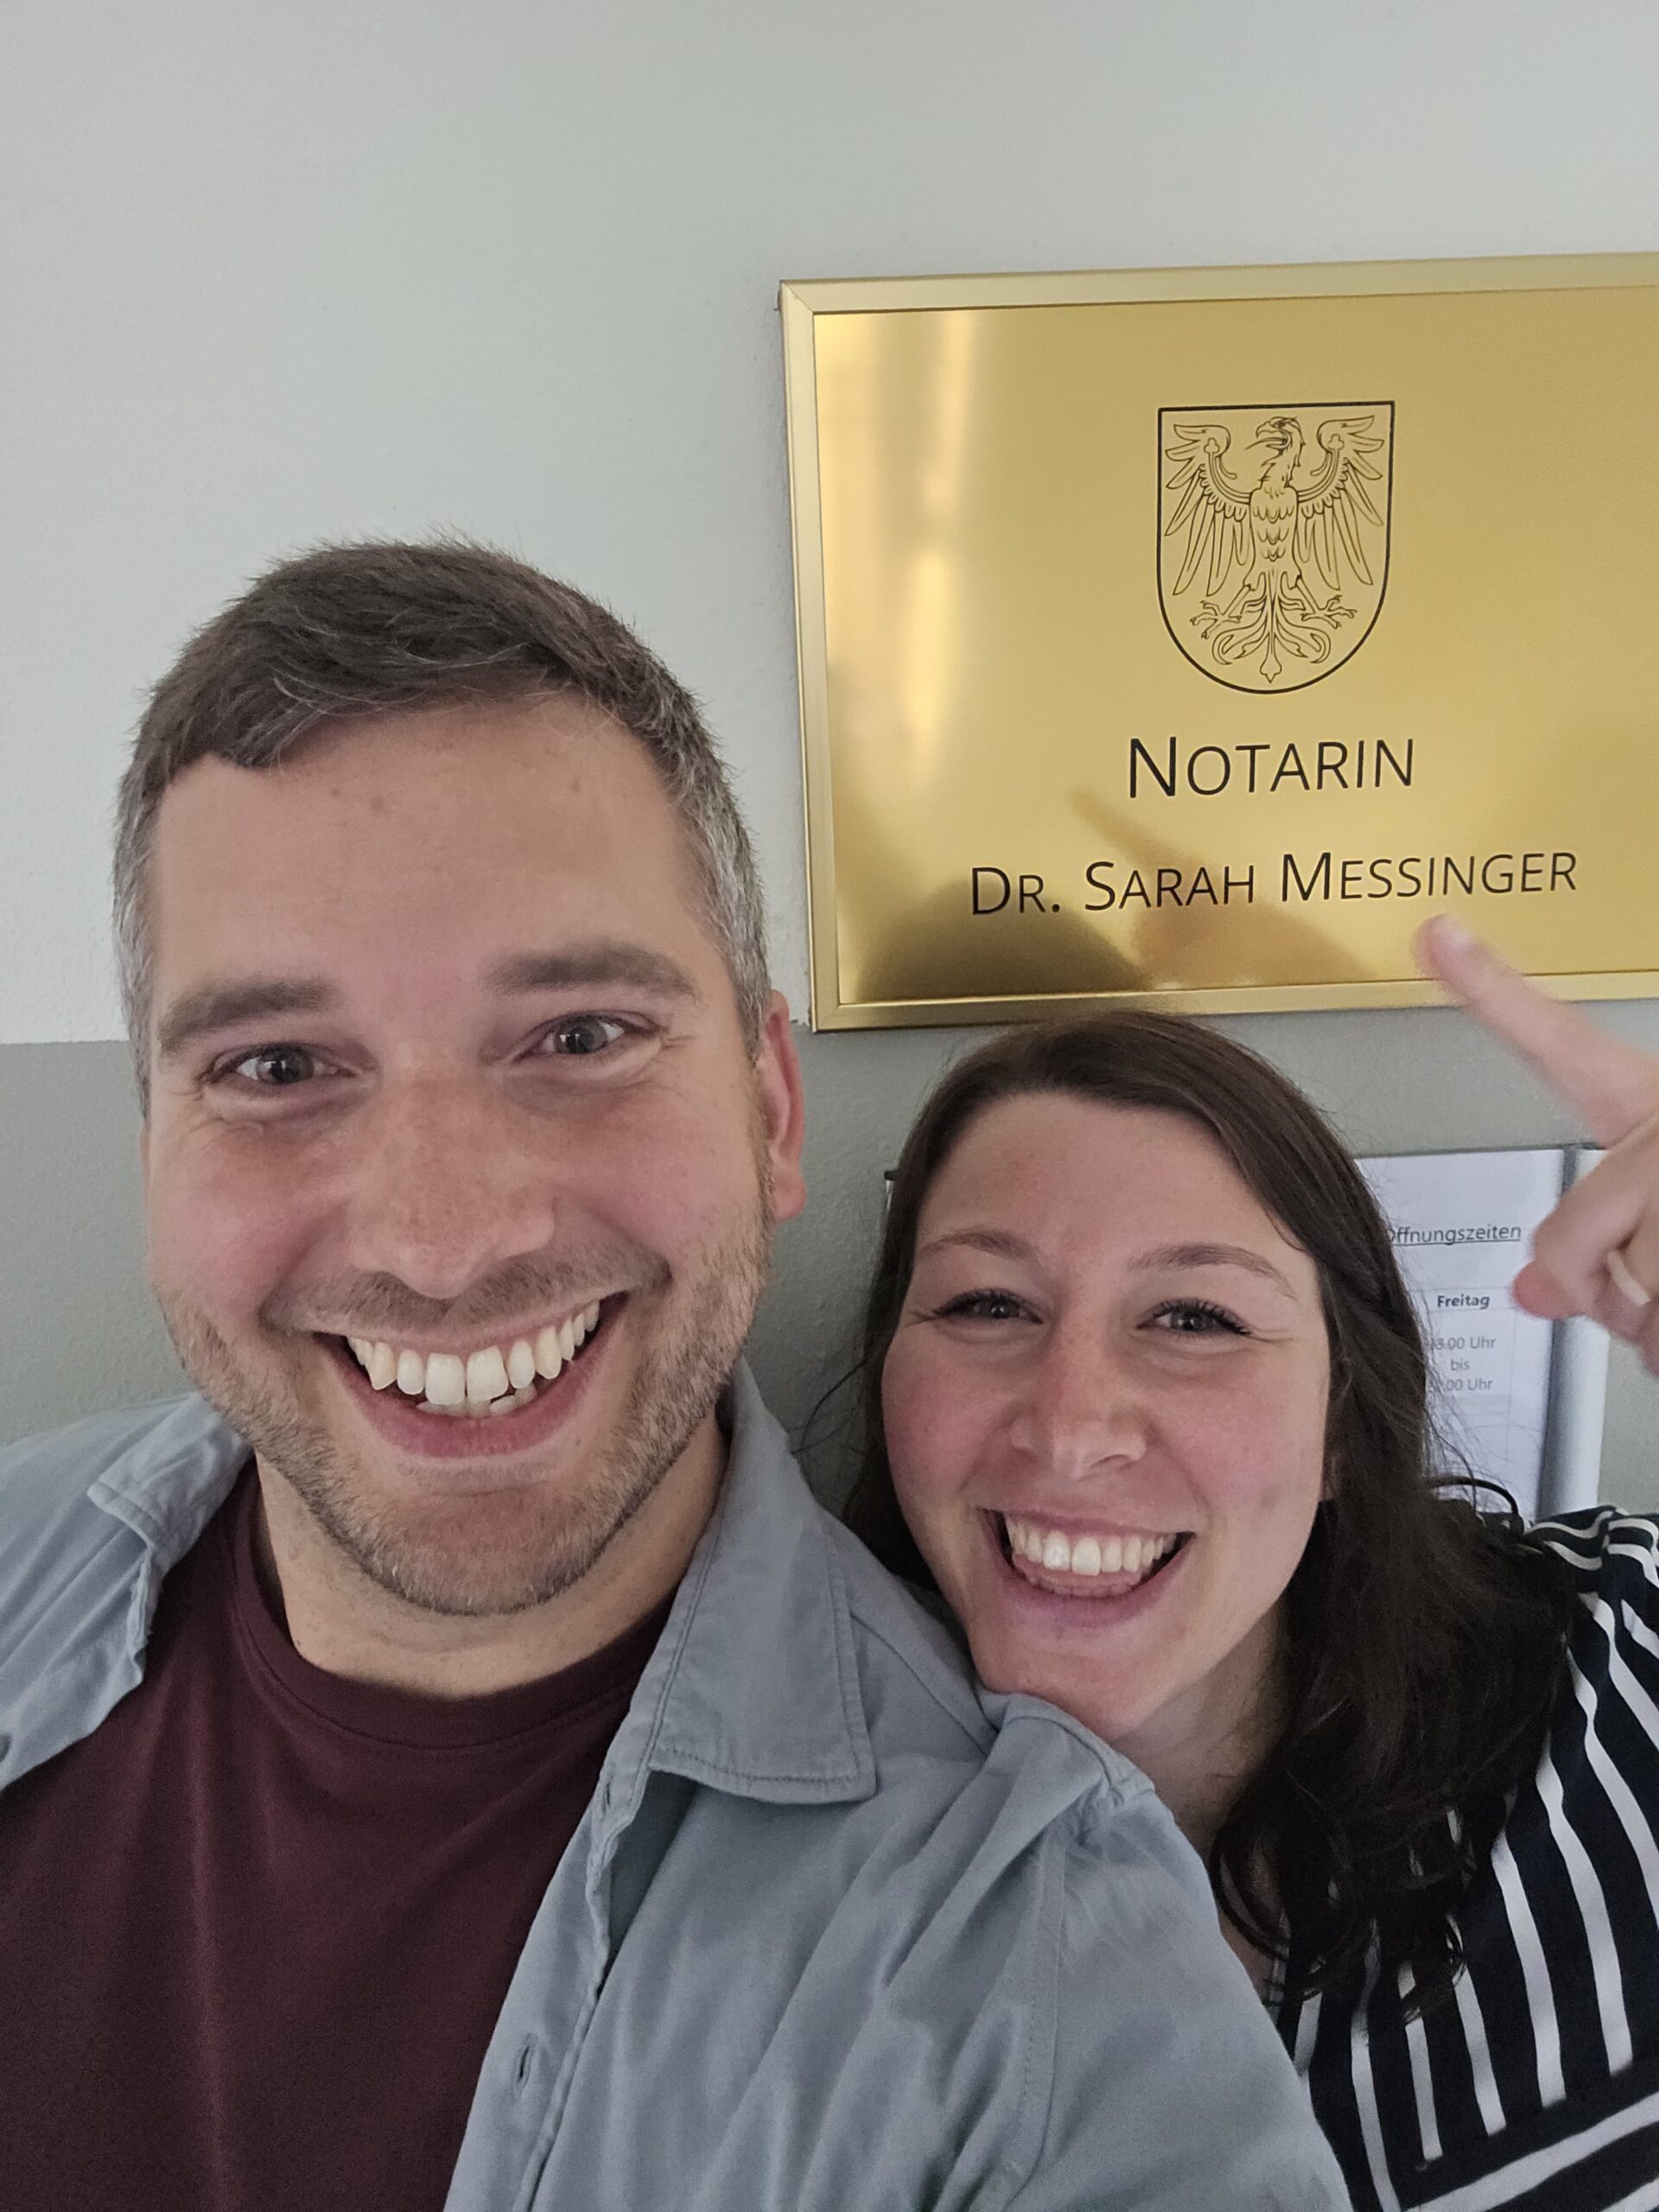 NOTARIN
DR. SARAH MESSINGER
Öffnungszeiten
Freitag
bis